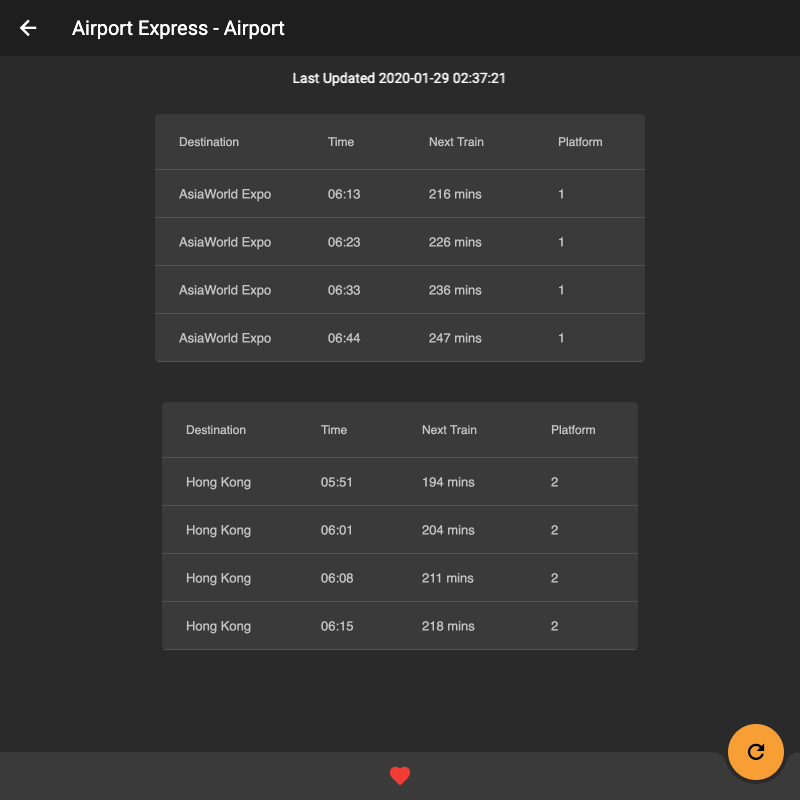 Airport Express - Airport
Last Updated 2020-01-29 02:37:21
Destination Time Next Train Platform
AsiaWorld Expo 06:13 216 mins 1
AsiaWorld Expo 06:23 226 mins 1
AsiaWorld Expo 06:33 236 mins 1
AsiaWorld Expo 06:44 247 mins 1
Destination Time Next Train Platform
Hong Kong 05:51 194 mins 2
Hong Kong 06:01 204 mins 2
Hong Kong 06:08 211 mins 2
Hong Kong 06:15 218 mins 2